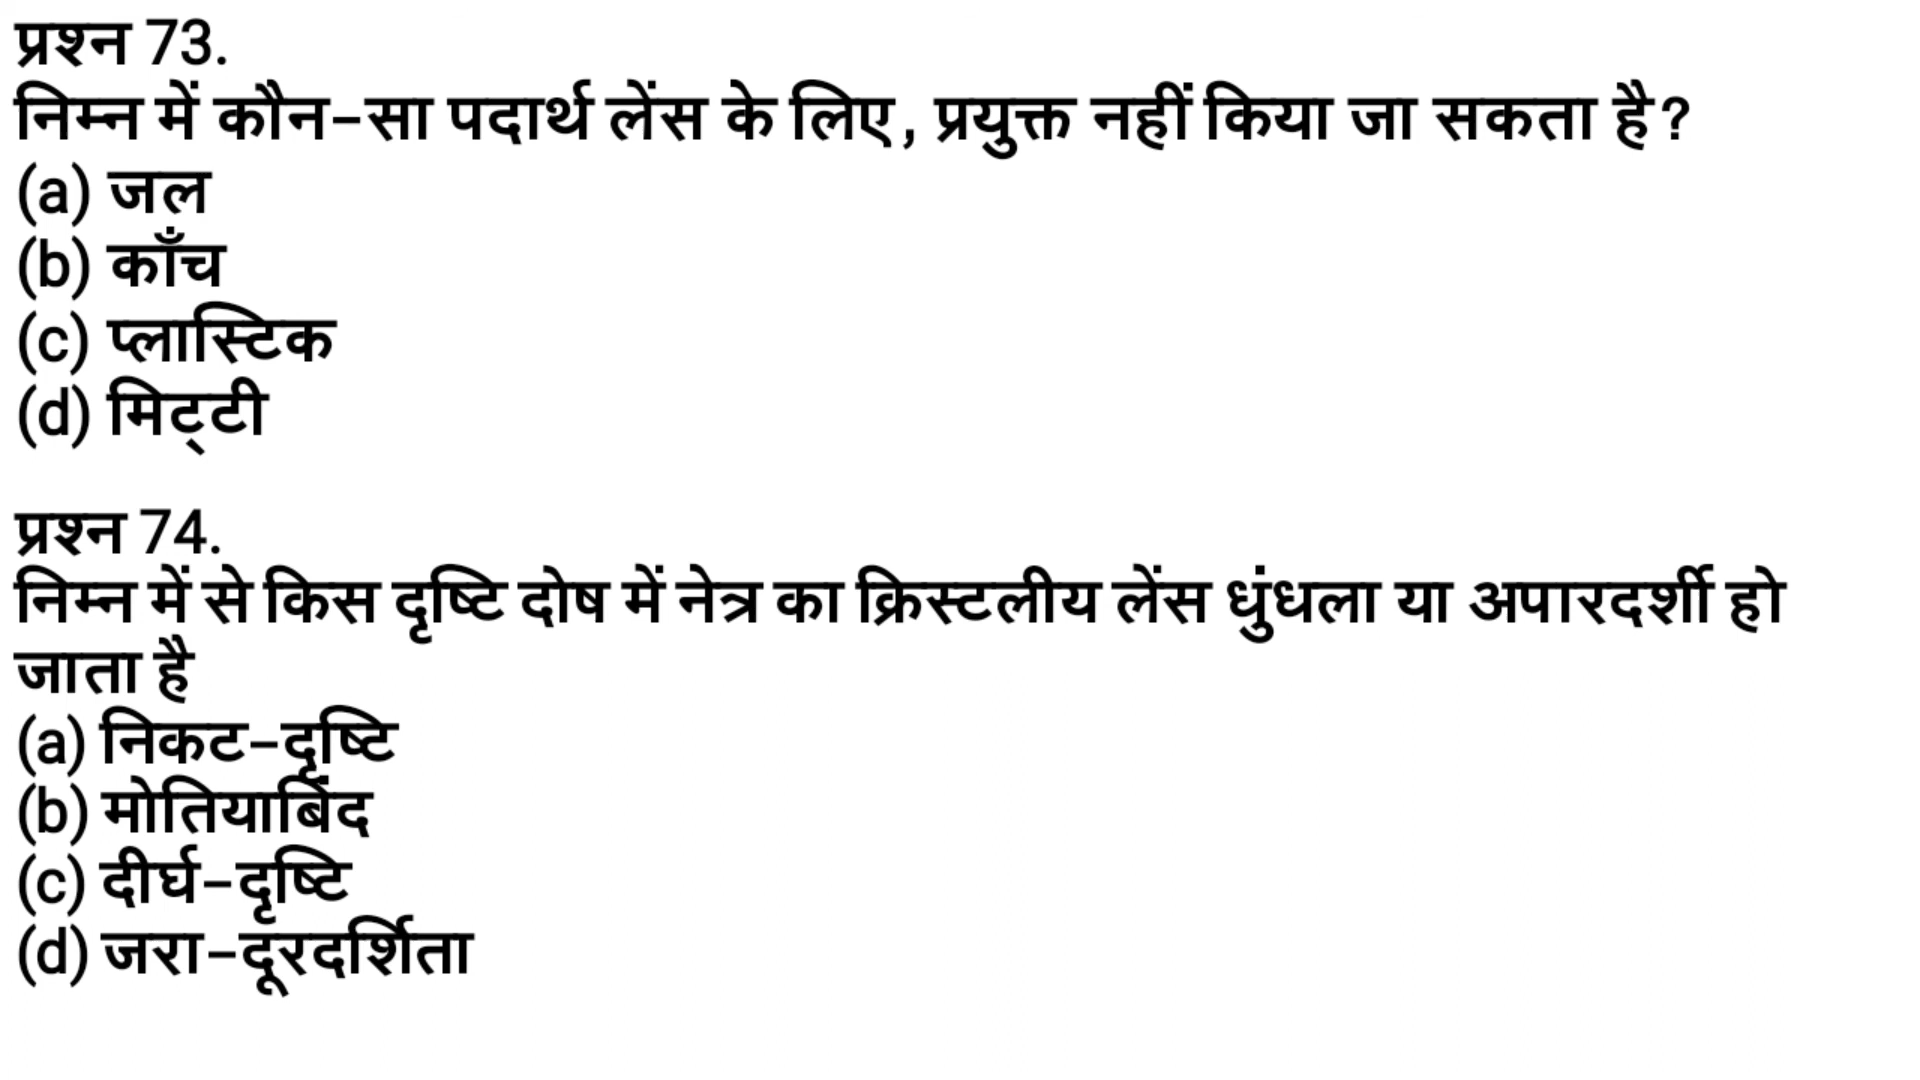 प्रश्न 73.
निम्न में कौन-सा पदार्थ लेंस के लिए, प्रयुक्त नहीं किया जा सकता है?
(a) जल
(b) काँच
(c) प्लास्टिक
(d) मिट्टी
प्रश्न 74.
निम्न में से किस दृष्टि दोष में नेत्र का क्रिस्टलीय लेंस धुंधला या अपारदर्शी हो
जाता है
(a) निकट-दृष्टि
(b) मोतियाबिंद
(c) दीर्घ-दृष्टि
(d) जरा-दूरदर्शिता